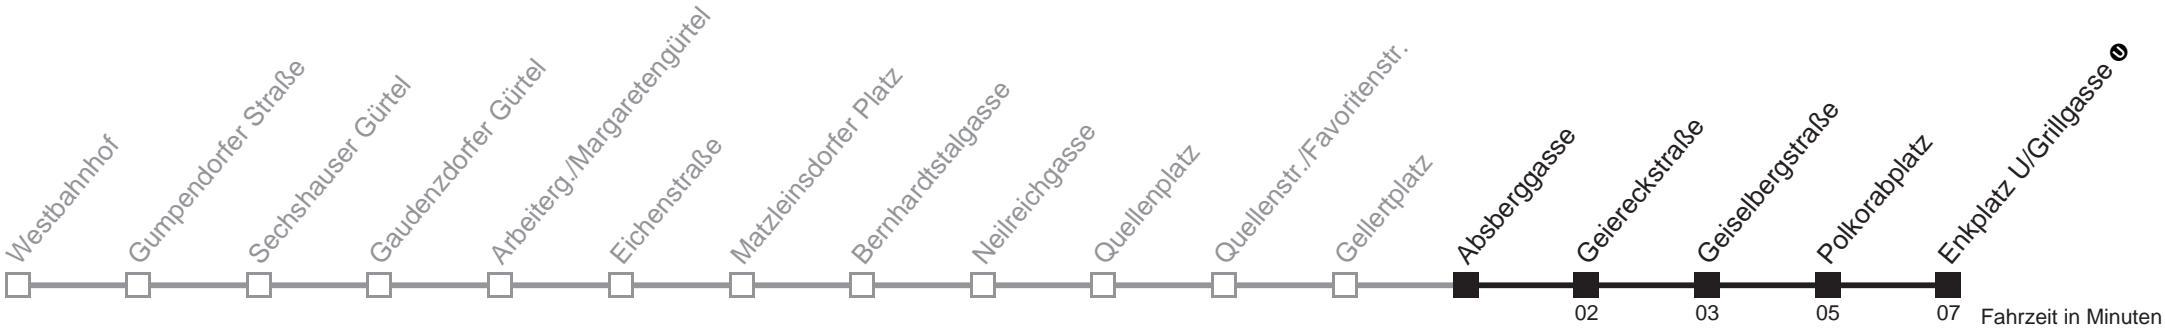 Westbahnhof
Gumpendorfer Straße
Sechshauser Gürtel
Gaudenzdorfer Gürtel
Arbeiterg./Margaretengürtel
Eichenstraße
Matzleinsdorfer Platz
Bernhardtstalgasse
Neilreichgasse
Quellenplatz
Quellenstr./Favoritenstr.
Gellertplatz
Absberggasse
Geiereckstraße
Geiselbergstraße
Polkorabplatz
Enkplatz U/Grillgasse U
02
03
05
07
Fahrzeit in Minuten